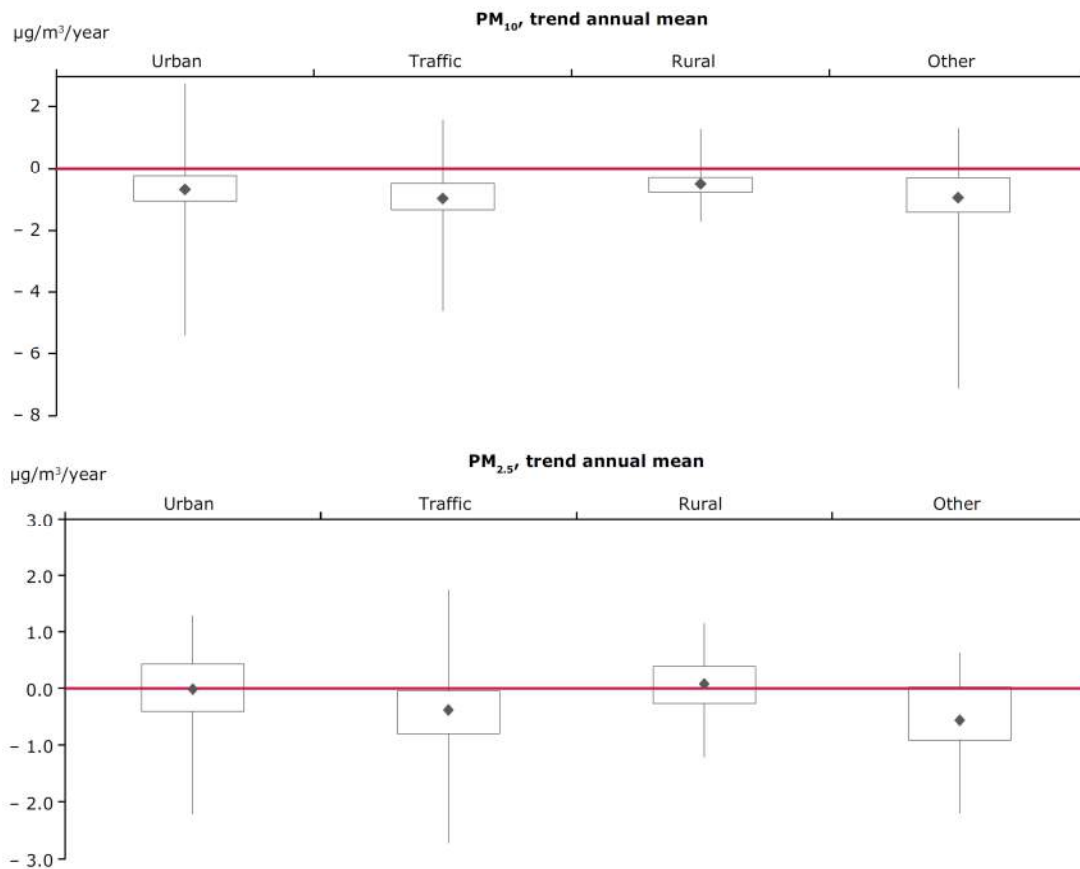 PM10, trend annual mean
µg/m³/year
Urban Traffic Rural Other
2
0
– 2
– 4
– 6
– 8
PM2.5, trend annual mean
µg/m³/year
Urban Traffic Rural Other
3.0
2.0
1.0
0.0
– 1.0
– 2.0
– 3.0